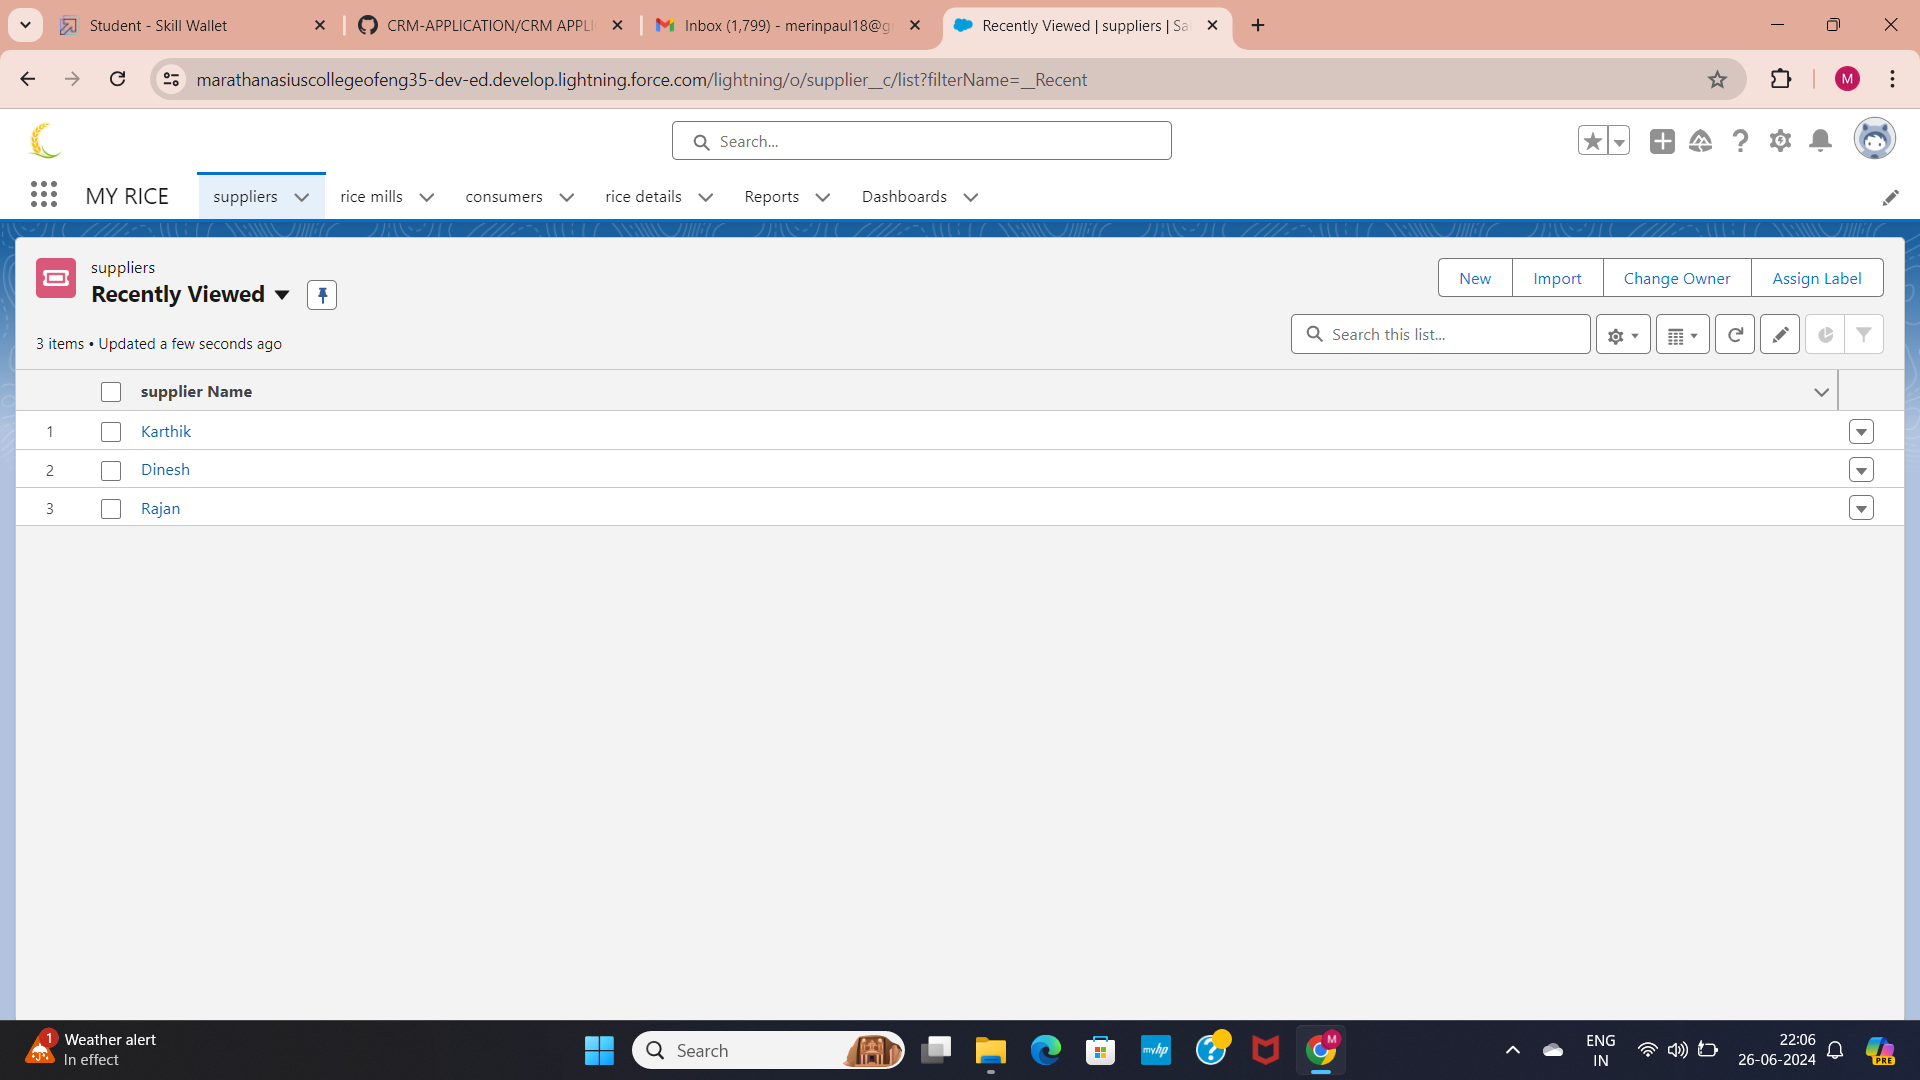 Student - Skill Wallet
CRM-APPLICATION/CRM APPLI
Inbox (1,799) - merinpaul18@g
Recently Viewed | suppliers | Sa
marathanasiuscollegeofeng35-dev-ed.develop.lightning.force.com/lightning/o/supplier__c/list?filterName=__Recent
M
Search...
MY RICE
suppliers
rice mills
consumers
rice details
Reports
Dashboards
suppliers
Recently Viewed
New
Import
Change Owner
Assign Label
3 items • Updated a few seconds ago
Search this list...
supplier Name
1 Karthik
2 Dinesh
3 Rajan
1
Weather alert
In effect
Search
myhp
M
ENG
IN
22:06
26-06-2024
PRE